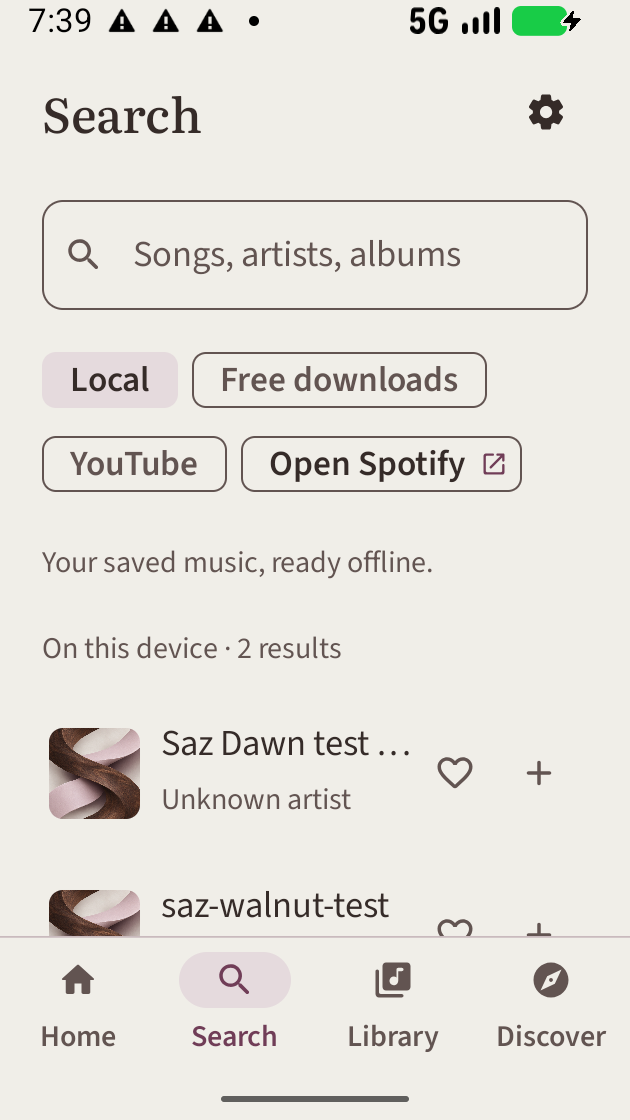 7:39
5G
Search
Songs, artists, albums
Local
Free downloads
YouTube
Open Spotify
Your saved music, ready offline.
On this device · 2 results
Saz Dawn test …
Unknown artist
saz-walnut-test
Home
Search
Library
Discover